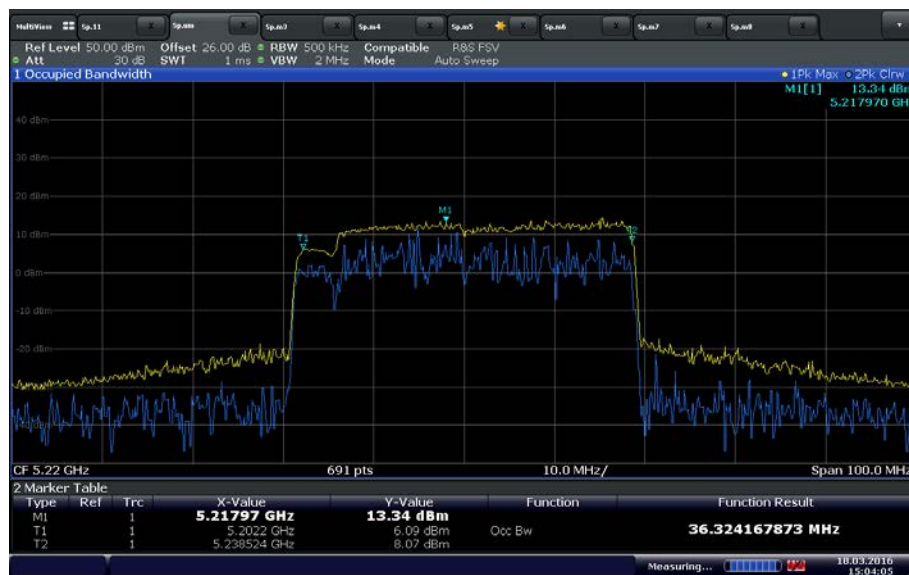 MultiView Sp.11 X Sp.um X Sp.m3 X Sp.m4 X Sp.m5 X Sp.m6 X Sp.m7 X Sp.m8 X
Ref Level 50.00 dBm Offset 26.00 dB RBW 500 kHz Compatible R&S FSV
Att 30 dB SWT 1 ms VBW 2 MHz Mode Auto Sweep
1 Occupied Bandwidth 1Pk Max 2Pk Clrw
M1[1] 13.34 dBm
5.217970 GH
40 dBm
30 dBm
20 dBm
M1
10 dBm T1 T2
0 dBm
-10 dBm
-20 dBm
-40 dBm
CF 5.22 GHz 691 pts 10.0 MHz/ Span 100.0 MHz
2 Marker Table
Type Ref Trc X-Value Y-Value Function Function Result
M1 1 5.21797 GHz 13.34 dBm
T1 1 5.2022 GHz 6.09 dBm Occ Bw 36.324167873 MHz
T2 1 5.238524 GHz 8.07 dBm
Measuring... 18.03.2016
15:04:05